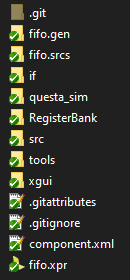 .git
fifo.gen
fifo.srcs
if
questa_sim
RegisterBank
src
tools
xgui
.gitattributes
.gitignore
component.xml
fifo.xpr